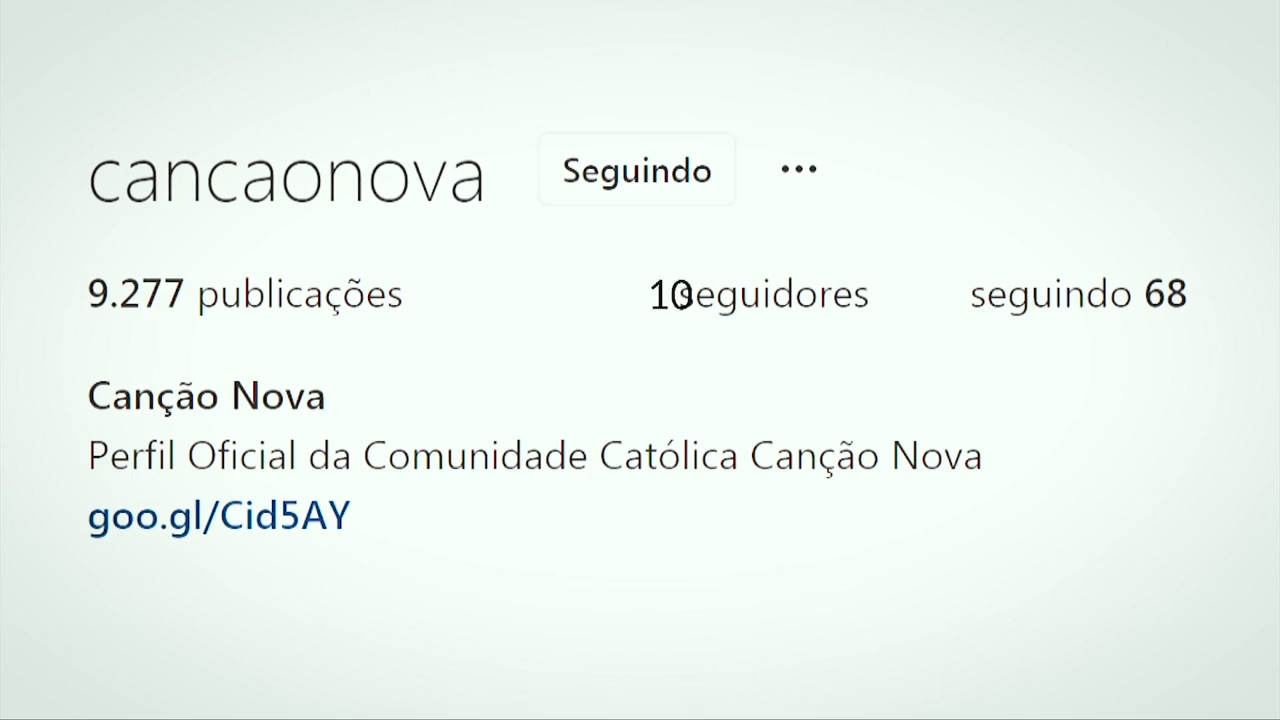 cancaonova Seguindo ...
9.277 publicações 10 seguidores seguindo 68
Canção Nova
Perfil Oficial da Comunidade Católica Canção Nova
goo.gl/Cid5AY